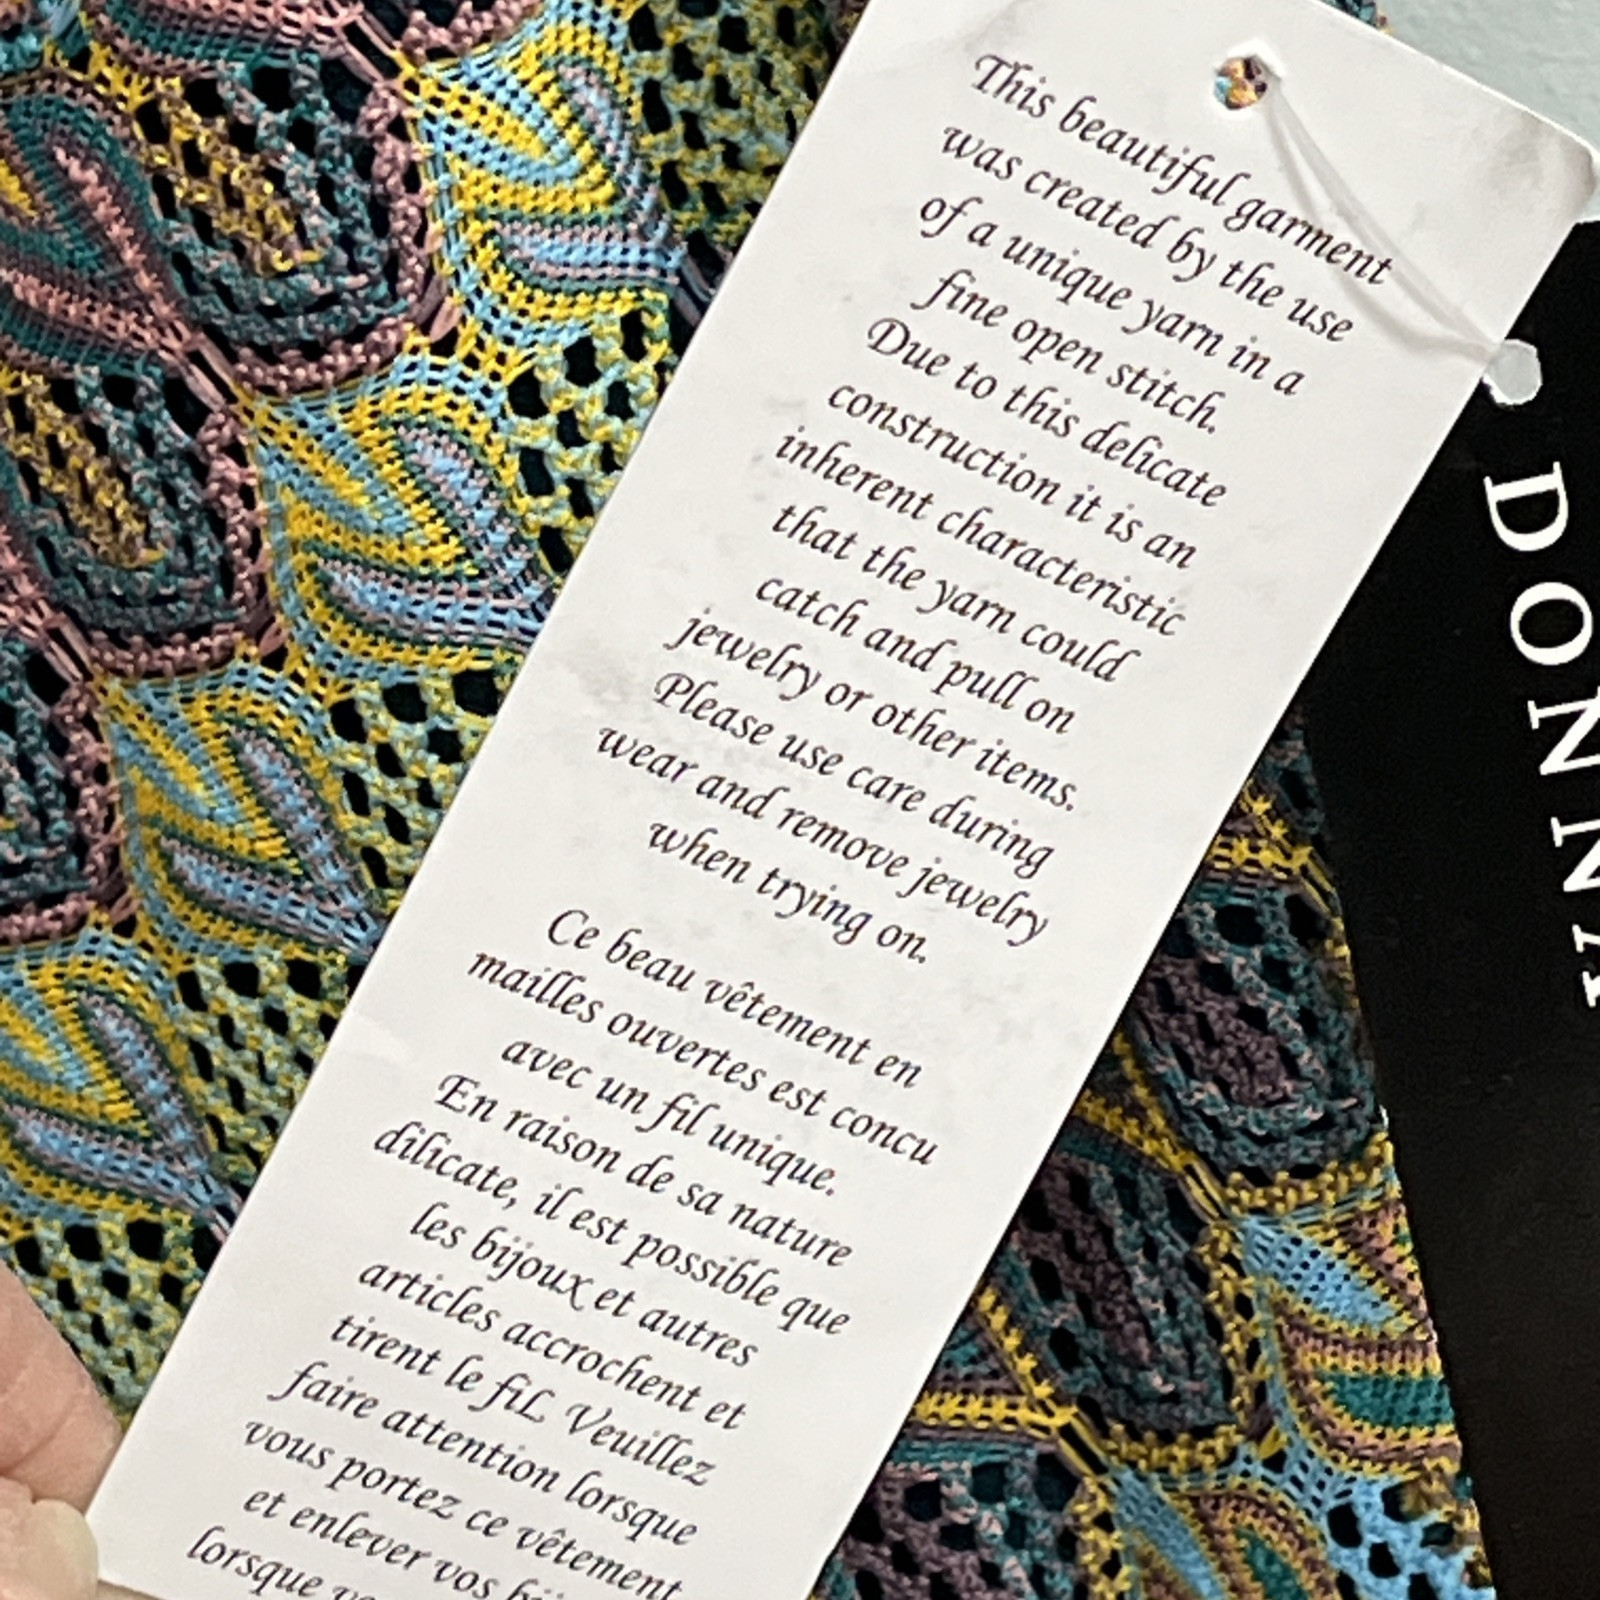 This beautiful garment
was created by the use
of a unique yarn in a
fine open stitch.
Due to this delicate
construction it is an
inherent characteristic
that the yarn could
catch and pull on
jewelry or other items.
Please use care during
wear and remove jewelry
when trying on.
Ce beau vêtement en
mailles ouvertes est concu
avec un fil unique.
En raison de sa nature
dilicate, il est possible que
les bijoux et autres
articles accrochent et
tirent le fiL Veuillez
faire attention lorsque
vous portez ce vêtement
et enlever vos
lorsque
DONNA